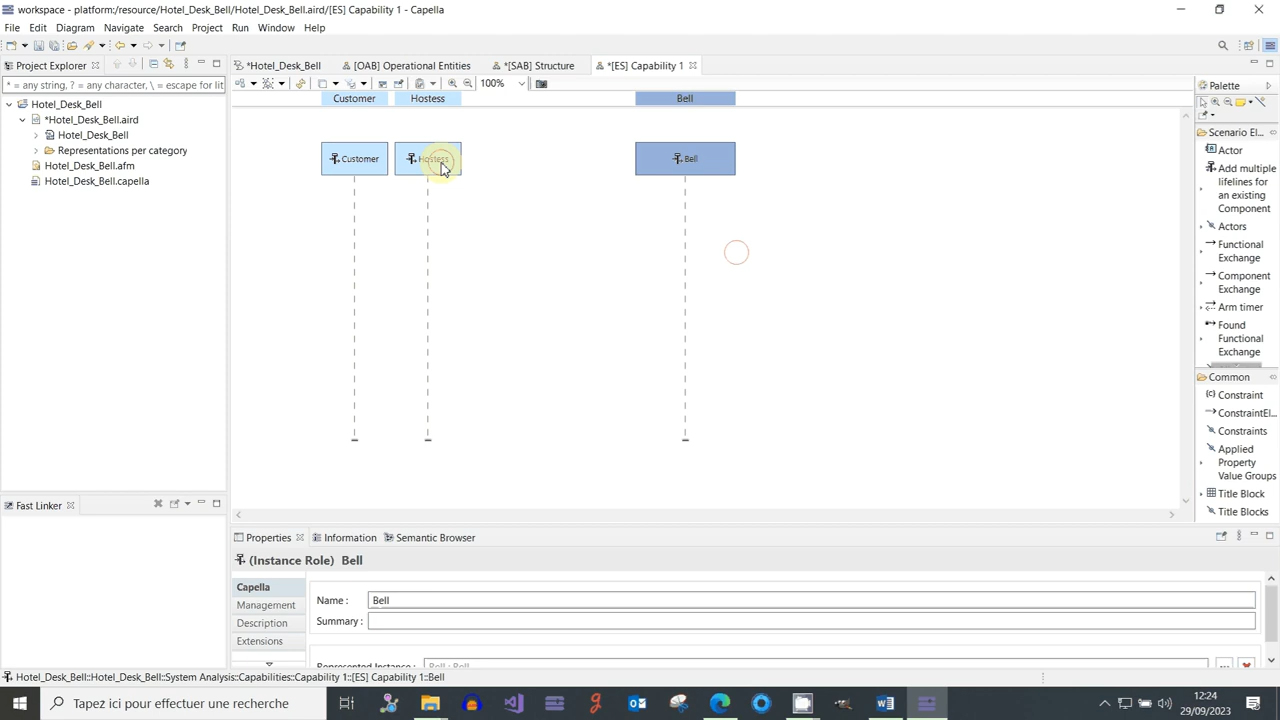 workspace - platform:/resource/Hotel_Desk_Bell/Hotel_Desk_Bell.aird/[ES] Capability 1 - Capella
File Edit Diagram Navigate Search Project Run Window Help
Project Explorer
* = any string, ? = any character, \ = escape for lit
Hotel_Desk_Bell
*Hotel_Desk_Bell.aird
Hotel_Desk_Bell
Representations per category
Hotel_Desk_Bell.afm
Hotel_Desk_Bell.capella
Fast Linker
*Hotel_Desk_Bell [OAB] Operational Entities *[SAB] Structure *[ES] Capability 1
100%
Customer Hostess Bell
Customer Hostess Bell
Palette
Scenario E...
Actor
Add multiple
lifelines for
an existing
Component
Actors
Functional
Exchange
Component
Exchange
Arm timer
Found
Functional
Exchange
Common
Constraint
ConstraintEl...
Constraints
Applied
Property
Value Groups
Title Block
Title Blocks
Properties Information Semantic Browser
(Instance Role) Bell
Capella
Management
Description
Extensions
Name : Bell
Summary :
Represented Instance : Bell : Bell
Hotel_Desk_Bell::Hotel_Desk_Bell::System Analysis::Capabilities::Capability 1::[ES] Capability 1::Bell
Tapez ici pour effectuer une recherche
12:24
29/09/2023